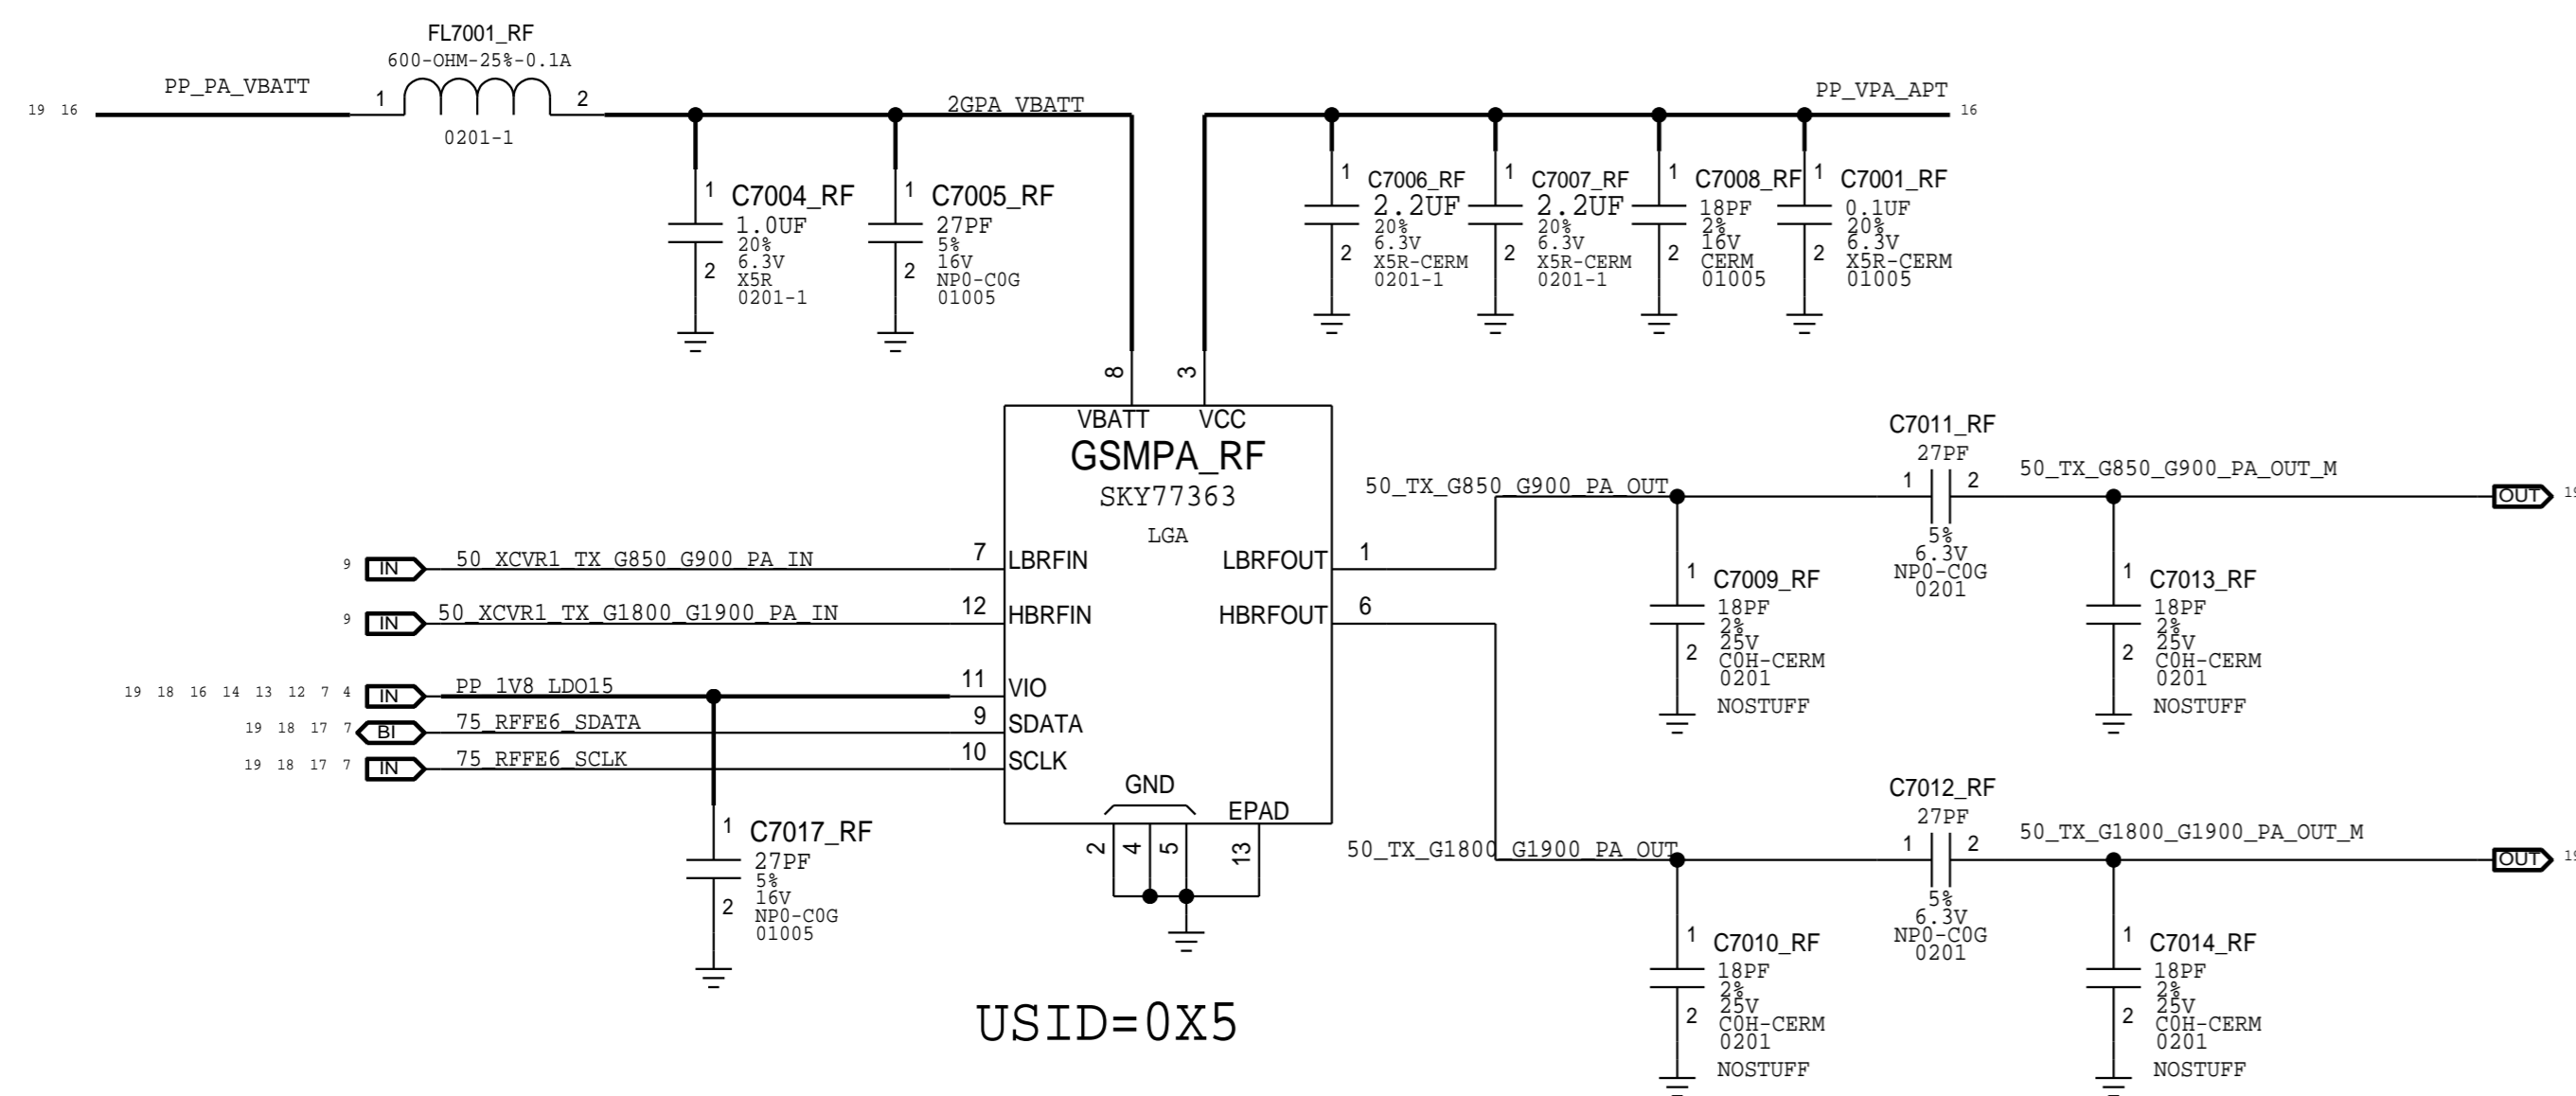 FL7001_RF
600-OHM-25%-0.1A
PP_PA_VBATT
1
2
19 16
0201-1
2GPA_VBATT
PP_VPA_APT
16
1
C7004_RF
1.0UF
20%
6.3V
2
X5R
0201-1
1
C7005_RF
27PF
5%
16V
2
NP0-C0G
01005
1
C7006_RF
2.2UF
20%
6.3V
2
X5R-CERM
0201-1
1
C7007_RF
2.2UF
20%
6.3V
2
X5R-CERM
0201-1
1
C7008_RF
18PF
2%
16V
2
CERM
01005
1
C7001_RF
0.1UF
20%
6.3V
2
X5R-CERM
01005
8
3
VBATT
VCC
GSMPA_RF
SKY77363
LGA
9
IN
50_XCVR1_TX_G850_G900_PA_IN
7
LBRFIN
LBRFOUT
1
9
IN
50_XCVR1_TX_G1800_G1900_PA_IN
12
HBRFIN
HBRFOUT
6
19 18 16 14 13 12 7 4
IN
PP_1V8_LDO15
11
VIO
19 18 17 7
BI
75_RFFE6_SDATA
9
SDATA
19 18 17 7
IN
75_RFFE6_SCLK
10
SCLK
GND
EPAD
2
4
5
13
1
C7017_RF
27PF
5%
16V
2
NP0-C0G
01005
USID=0X5
50_TX_G850_G900_PA_OUT
C7011_RF
27PF
1
2
5%
6.3V
NP0-C0G
0201
50_TX_G850_G900_PA_OUT_M
OUT
1
C7009_RF
18PF
2%
25V
2
C0H-CERM
0201
NOSTUFF
1
C7013_RF
18PF
2%
25V
2
C0H-CERM
0201
NOSTUFF
50_TX_G1800_G1900_PA_OUT
C7012_RF
27PF
1
2
5%
6.3V
NP0-C0G
0201
50_TX_G1800_G1900_PA_OUT_M
OUT
1
C7010_RF
18PF
2%
25V
2
C0H-CERM
0201
NOSTUFF
1
C7014_RF
18PF
2%
25V
2
C0H-CERM
0201
NOSTUFF